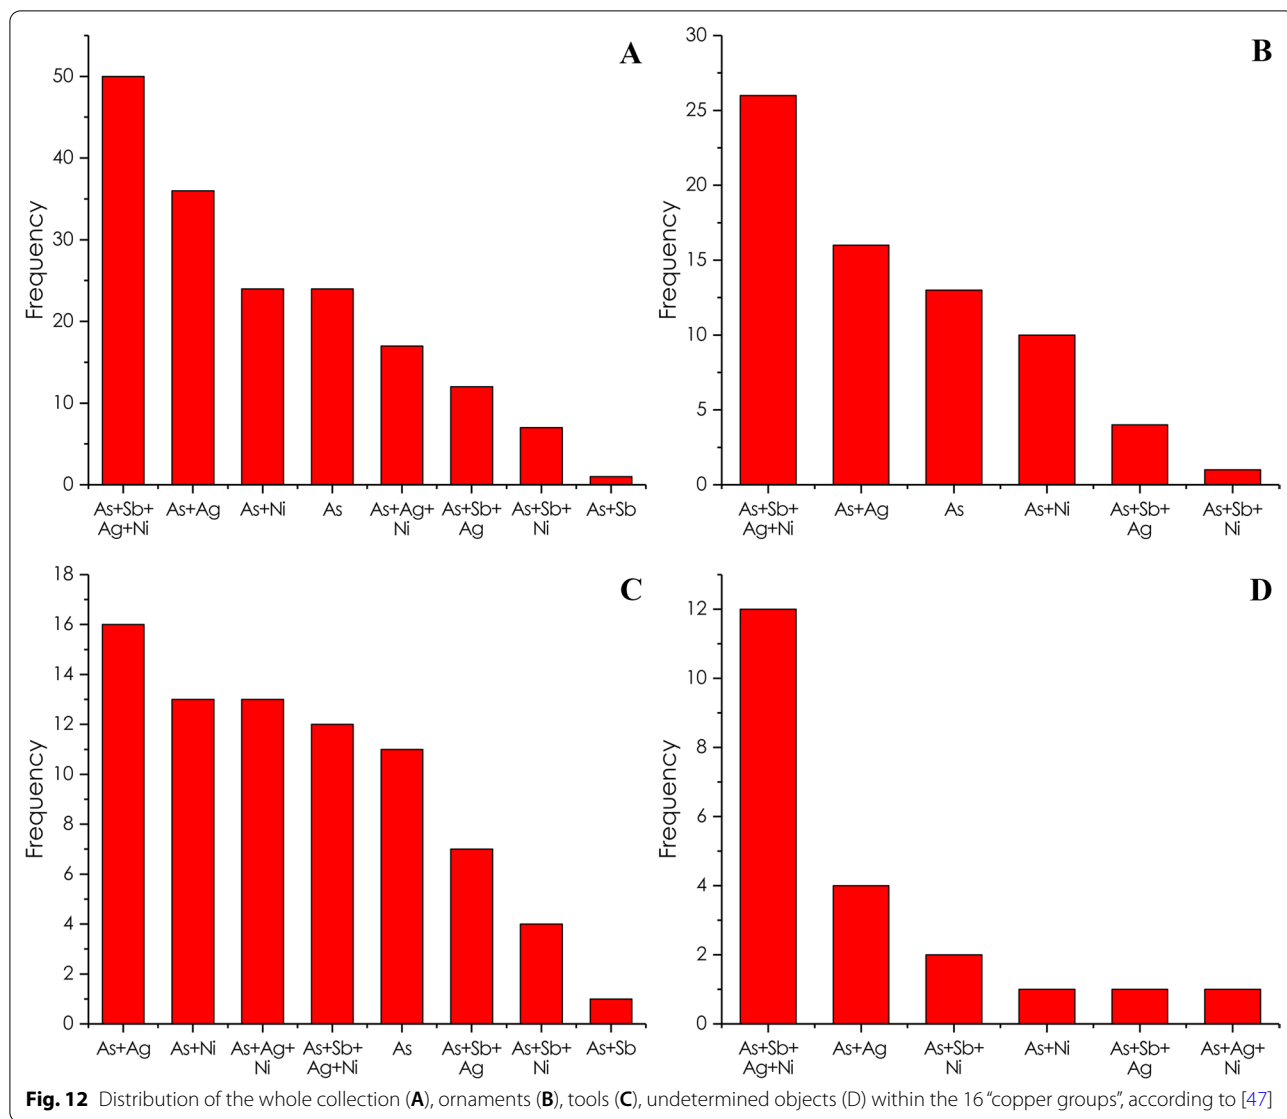 A
Frequency
50
40
30
20
10
0
As+Sb+
Ag+Ni
As+Ag
As+Ni
As
As+Ag+
Ni
As+Sb+
Ag
As+Sb+
Ni
As+Sb
B
Frequency
30
25
20
15
10
5
0
As+Sb+
Ag+Ni
As+Ag
As
As+Ni
As+Sb+
Ag
As+Sb+
Ni
C
Frequency
18
16
14
12
10
8
6
4
2
0
As+Ag
As+Ni
As+Ag+
Ni
As+Sb+
Ag+Ni
As
As+Sb+
Ag
As+Sb+
Ni
As+Sb
D
Frequency
12
10
8
6
4
2
0
As+Sb+
Ag+Ni
As+Ag
As+Sb+
Ni
As+Ni
As+Sb+
Ag
As+Ag+
Ni
Fig. 12 Distribution of the whole collection (A), ornaments (B), tools (C), undetermined objects (D) within the 16 “copper groups”, according to [47]